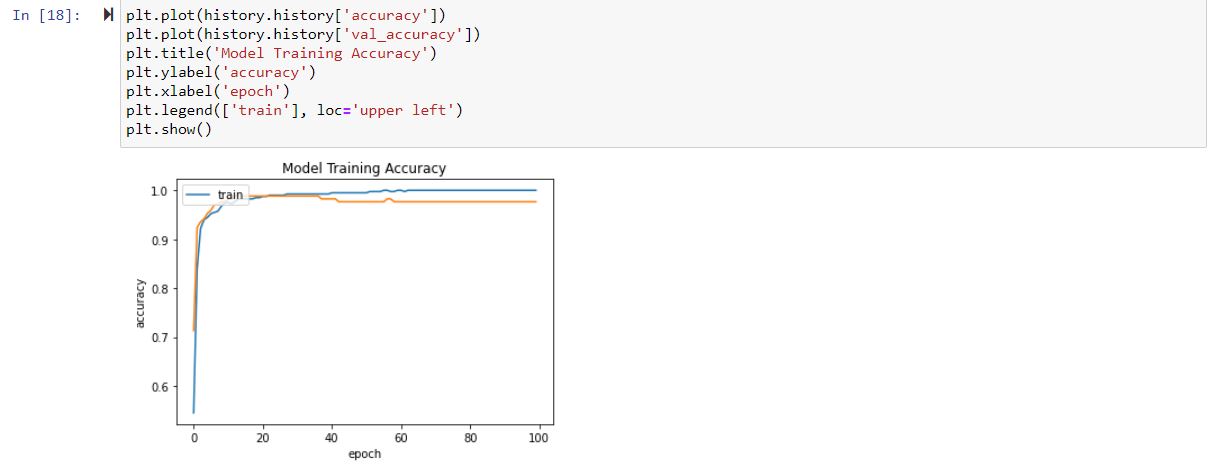 In [18]:
plt.plot(history.history['accuracy'])
plt.plot(history.history['val_accuracy'])
plt.title('Model Training Accuracy')
plt.ylabel('accuracy')
plt.xlabel('epoch')
plt.legend(['train'], loc='upper left')
plt.show()
Model Training Accuracy
train
1.0
0.9
0.8
0.7
0.6
accuracy
0 20 40 60 80 100
epoch